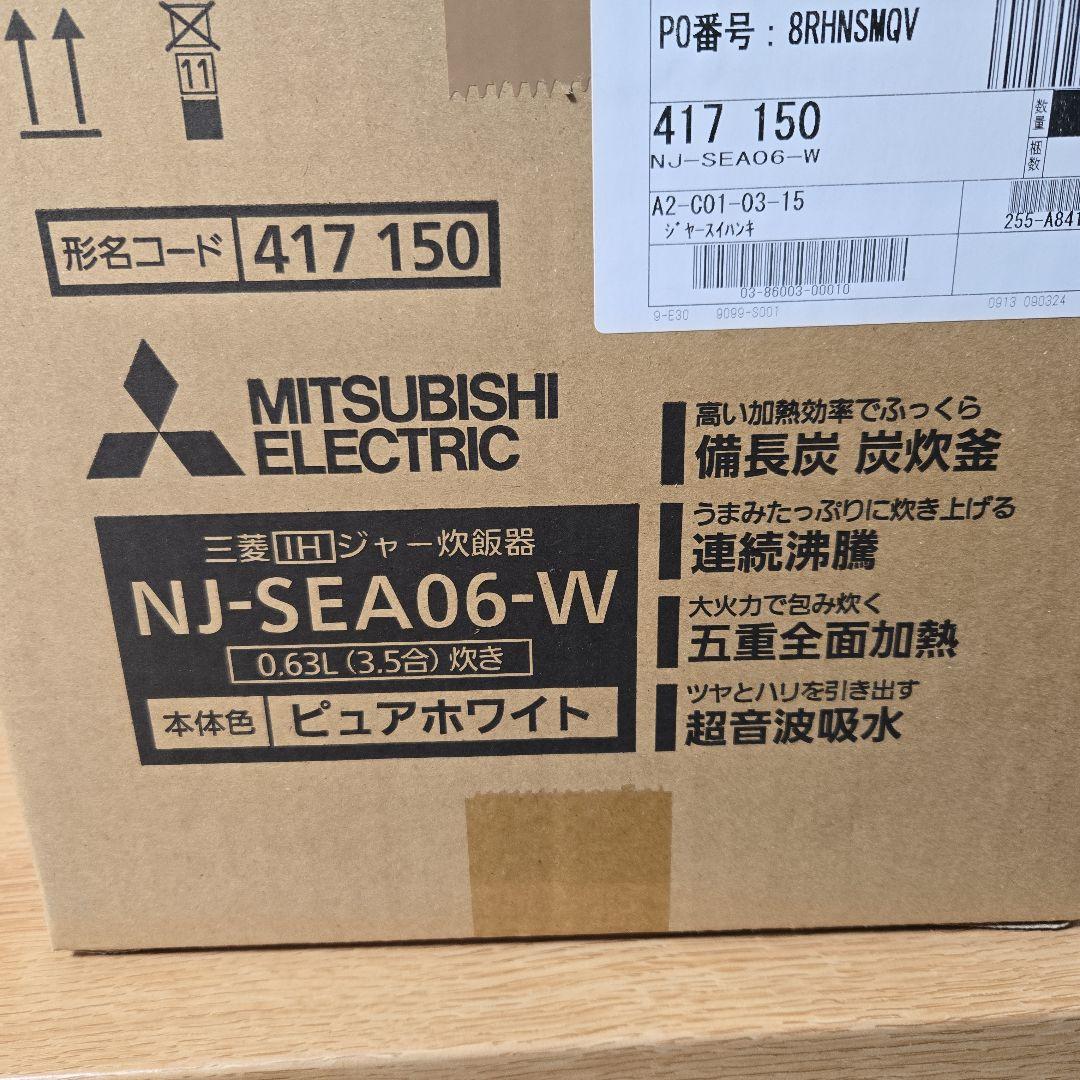 11
PO番号：8RHNSMQV
417 150
NJ-SEA06-W
数量
梱数
A2-C01-03-15
ジャースイハンキ
03-86003-00010
255-A841
9-E30 9099-S001
0913 090324
形名コード 417 150
MITSUBISHI
ELECTRIC
三菱IHジャー炊飯器
NJ-SEA06-W
0.63L（3.5合）炊き
本体色 ピュアホワイト
高い加熱効率でふっくら
備長炭 炭炊釜
うまみたっぷりに炊き上げる
連続沸騰
大火力で包み炊く
五重全面加熱
ツヤとハリを引き出す
超音波吸水